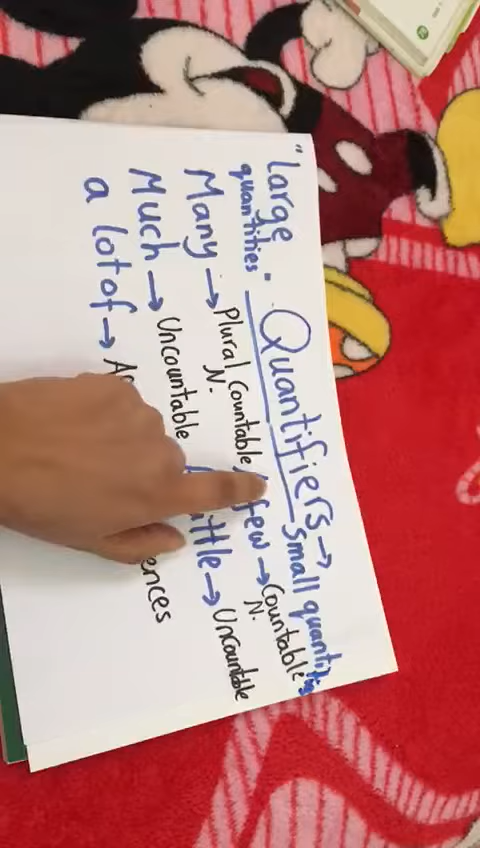 Quantifiers → small quantities
"Large quantities"
Many → Plural Countable N.
Much → Uncountable
a lot of →
few → Countable N.
ttle → Uncountable
ences